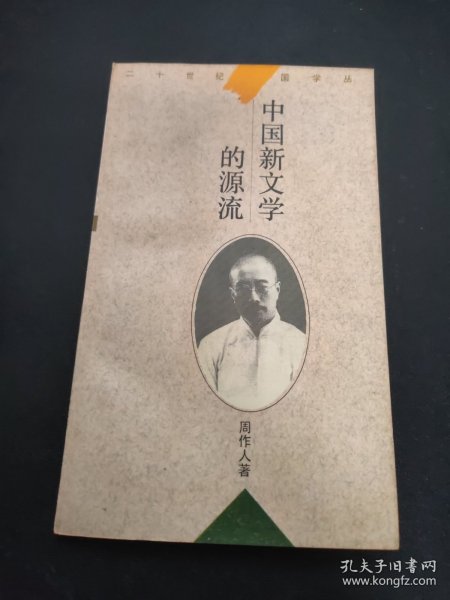 二十世纪 国学丛
中国新文学
的源流
周作人著
孔夫子旧书网
www.kongfz.com